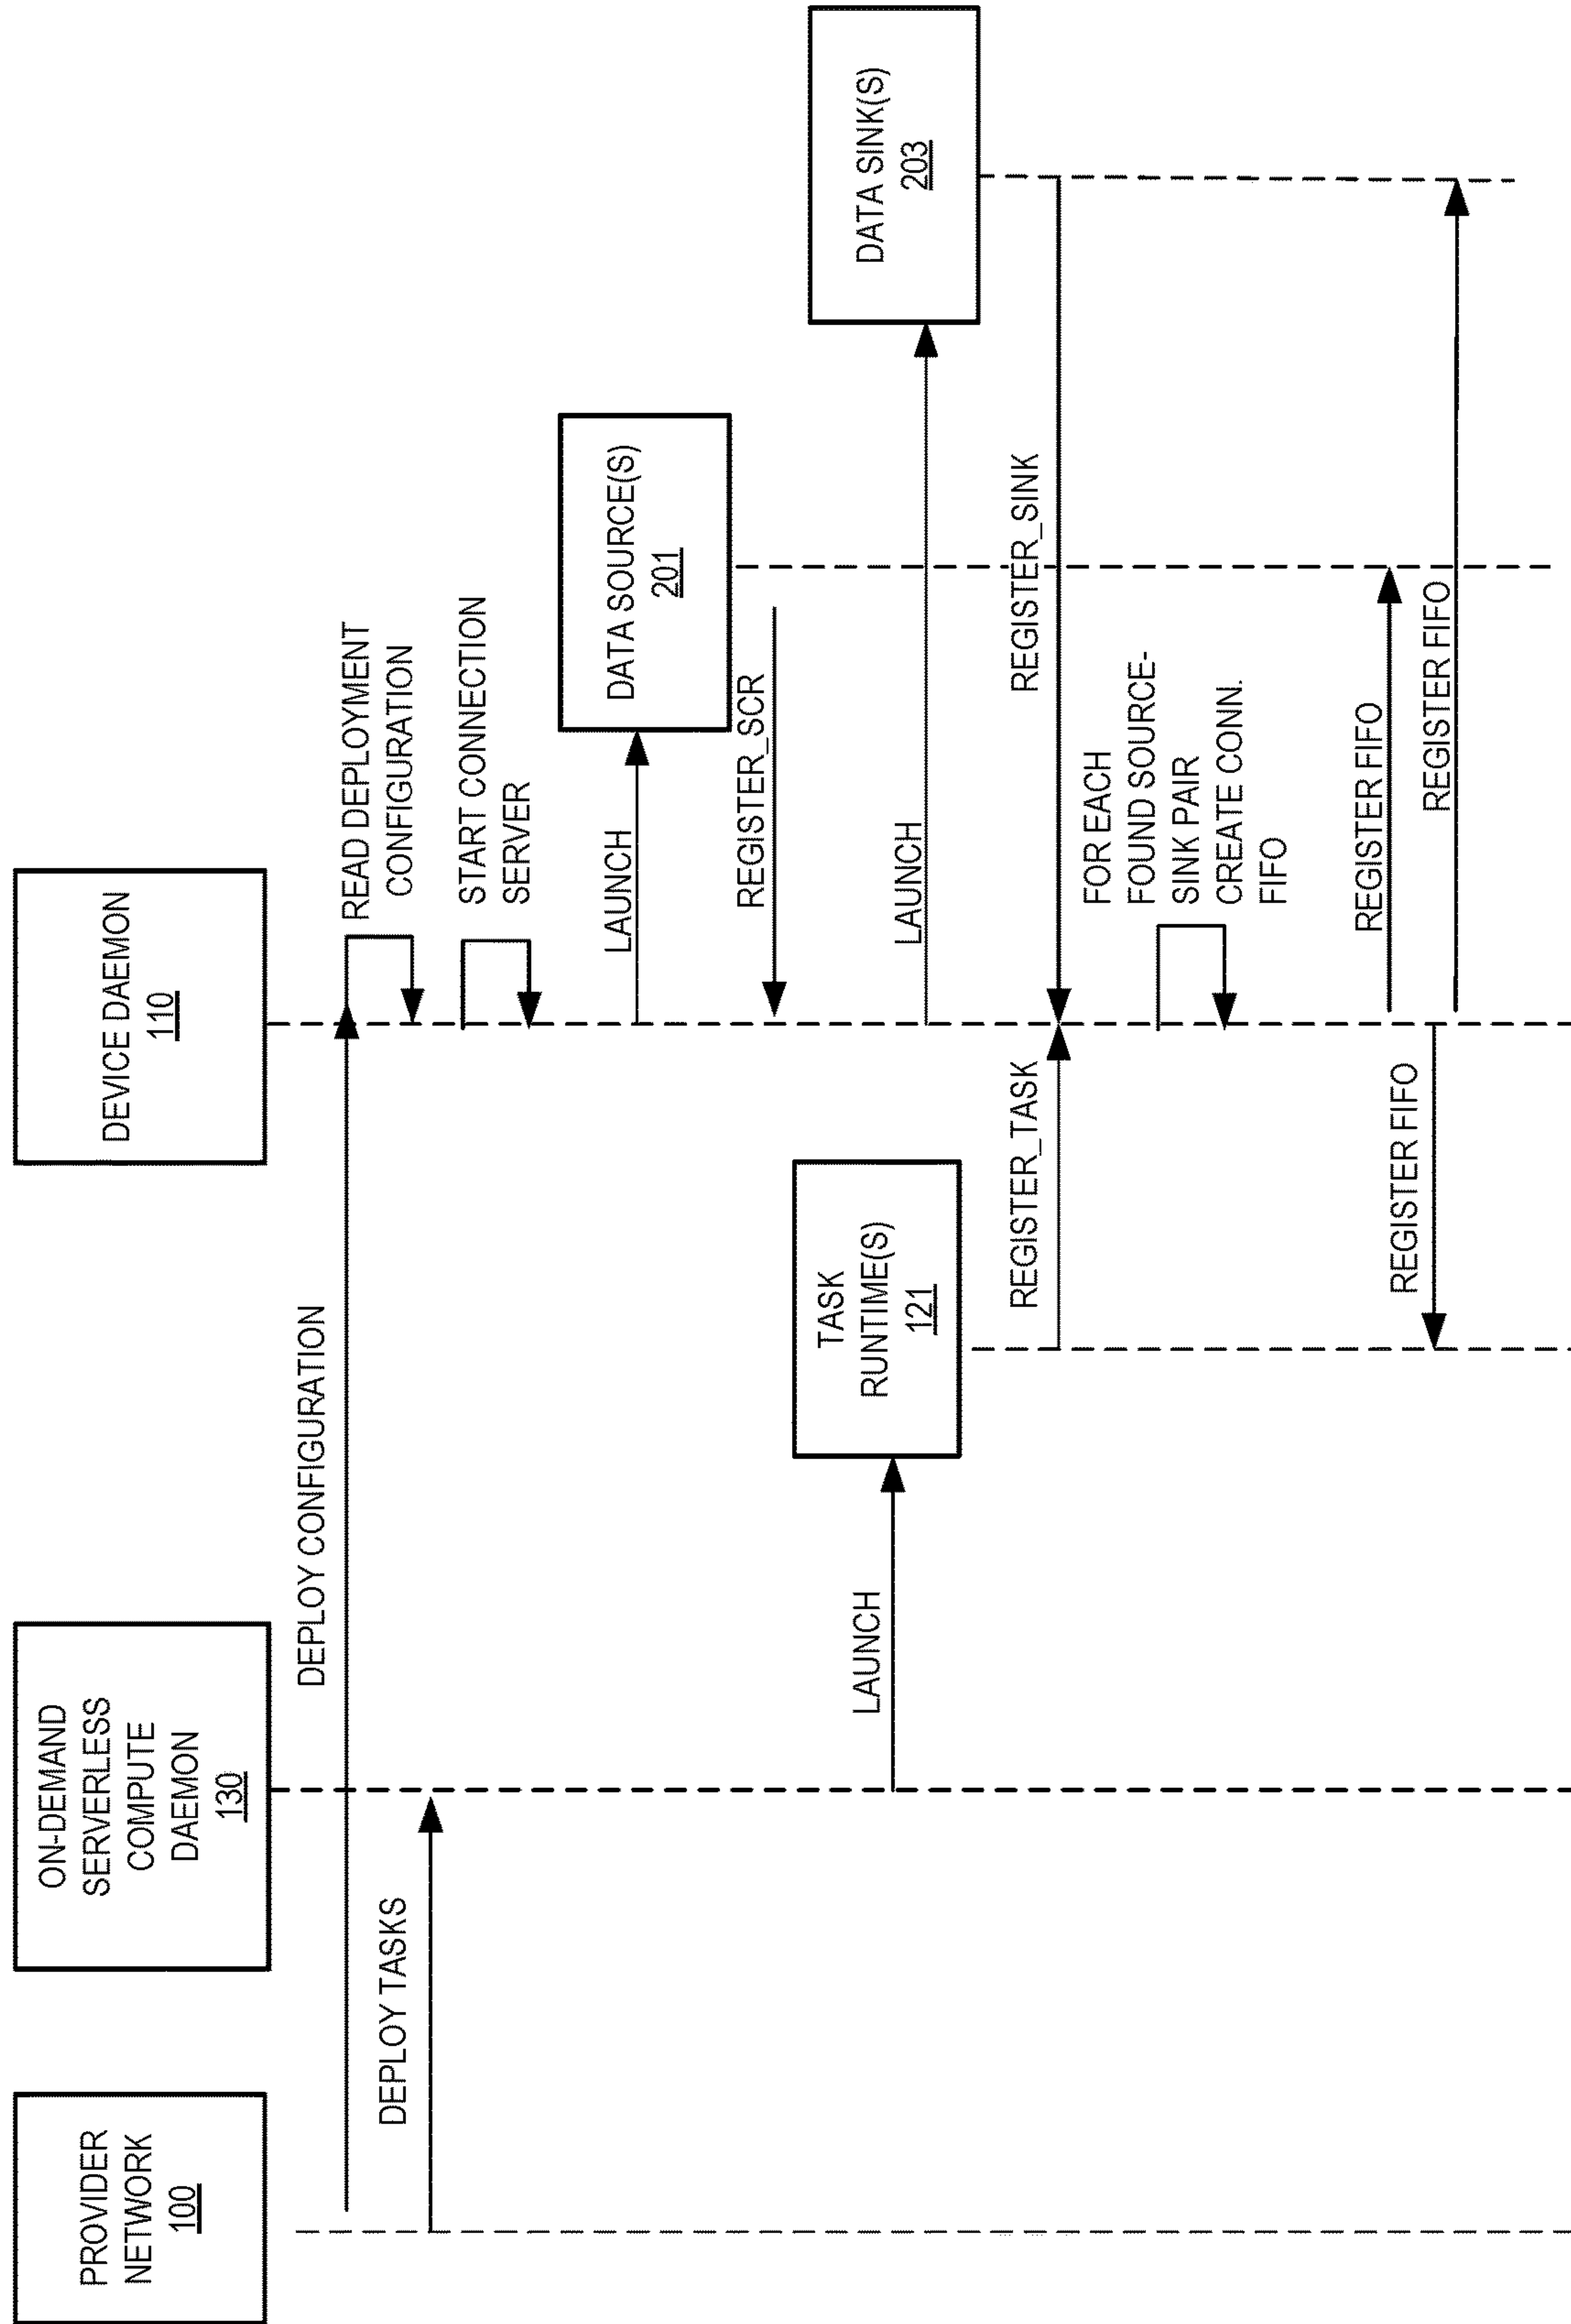 PROVIDER
NETWORK
100
ON-DEMAND
SERVERLESS
COMPUTE
DAEMON
130
DEVICE DAEMON
110
DEPLOY CONFIGURATION
READ DEPLOYMENT
CONFIGURATION
DEPLOY TASKS
START CONNECTION
SERVER
DATA SOURCE(S)
201
LAUNCH
REGISTER_SCR
DATA SINK(S)
203
TASK
RUNTIME(S)
121
LAUNCH
LAUNCH
REGISTER_TASK
REGISTER_SINK
FOR EACH
FOUND SOURCE-
SINK PAIR
CREATE CONN.
FIFO
REGISTER FIFO
REGISTER FIFO
REGISTER FIFO